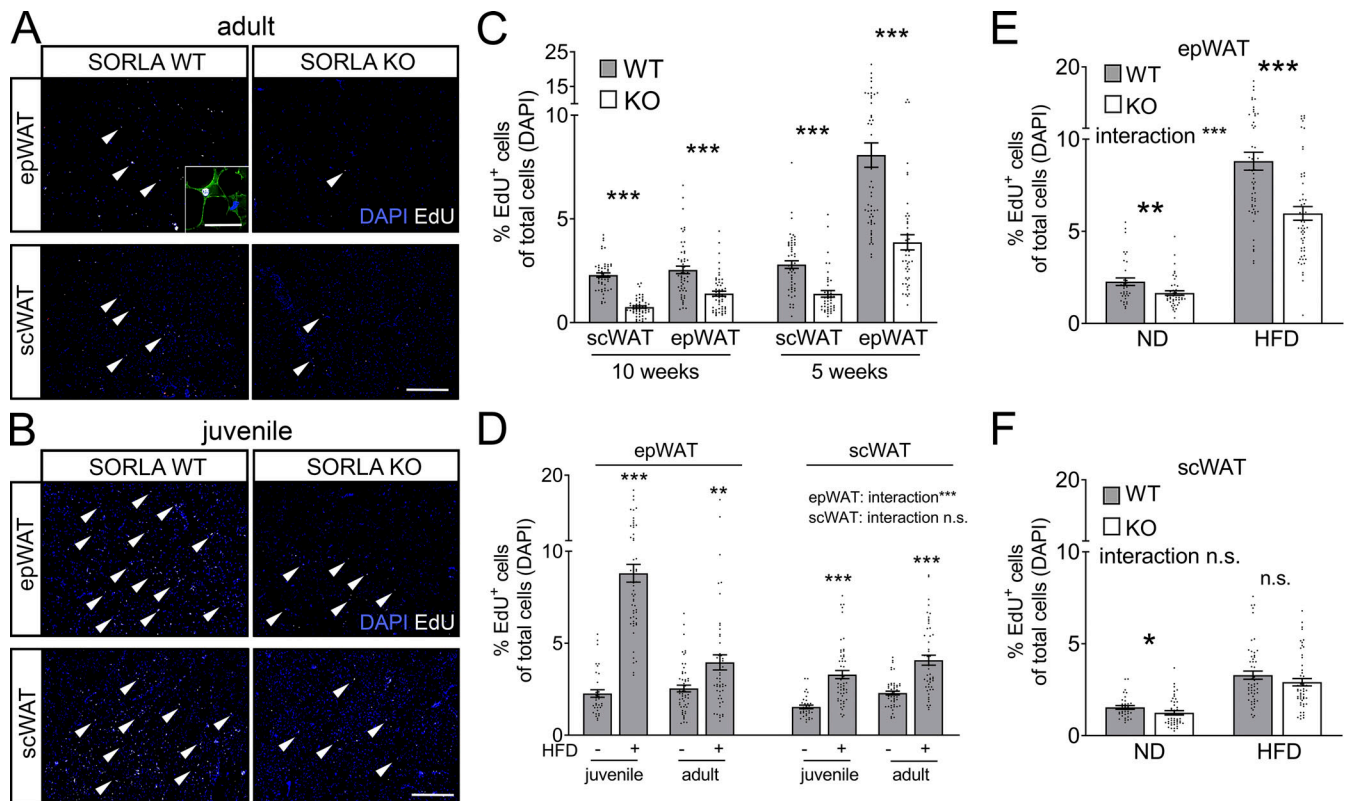 A
adult
SORLA WT
SORLA KO
epWAT
DAPI EdU
scWAT
B
juvenile
SORLA WT
SORLA KO
epWAT
DAPI EdU
scWAT
C
% EdU+ cells
of total cells (DAPI)
25
15
10
5
0
WT
KO
***
***
***
***
scWAT
epWAT
scWAT
epWAT
10 weeks
5 weeks
D
epWAT
scWAT
% EdU+ cells
of total cells (DAPI)
20
10
5
0
***
**
epWAT: interaction***
scWAT: interaction n.s.
***
***
HFD
-
+
-
+
-
+
-
+
juvenile
adult
juvenile
adult
E
epWAT
% EdU+ cells
of total cells (DAPI)
20
10
5
0
WT
KO
interaction ***
**
***
ND
HFD
F
scWAT
% EdU+ cells
of total cells (DAPI)
20
10
5
0
WT
KO
interaction n.s.
*
n.s.
ND
HFD